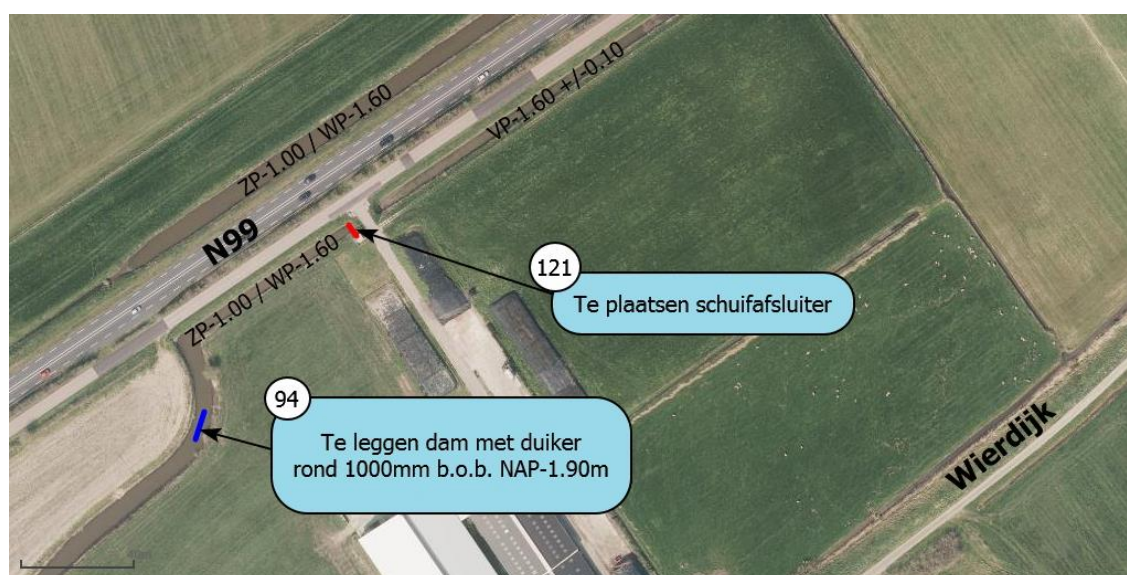 ZP-1.00 / WP-1.60
VP-1.60 +/-0.10
N99
ZP-1.00 / WP-1.60
121
Te plaatsen schuifafsluiter
94
Te leggen dam met duiker
rond 1000mm b.o.b. NAP-1.90m
Wierdijk